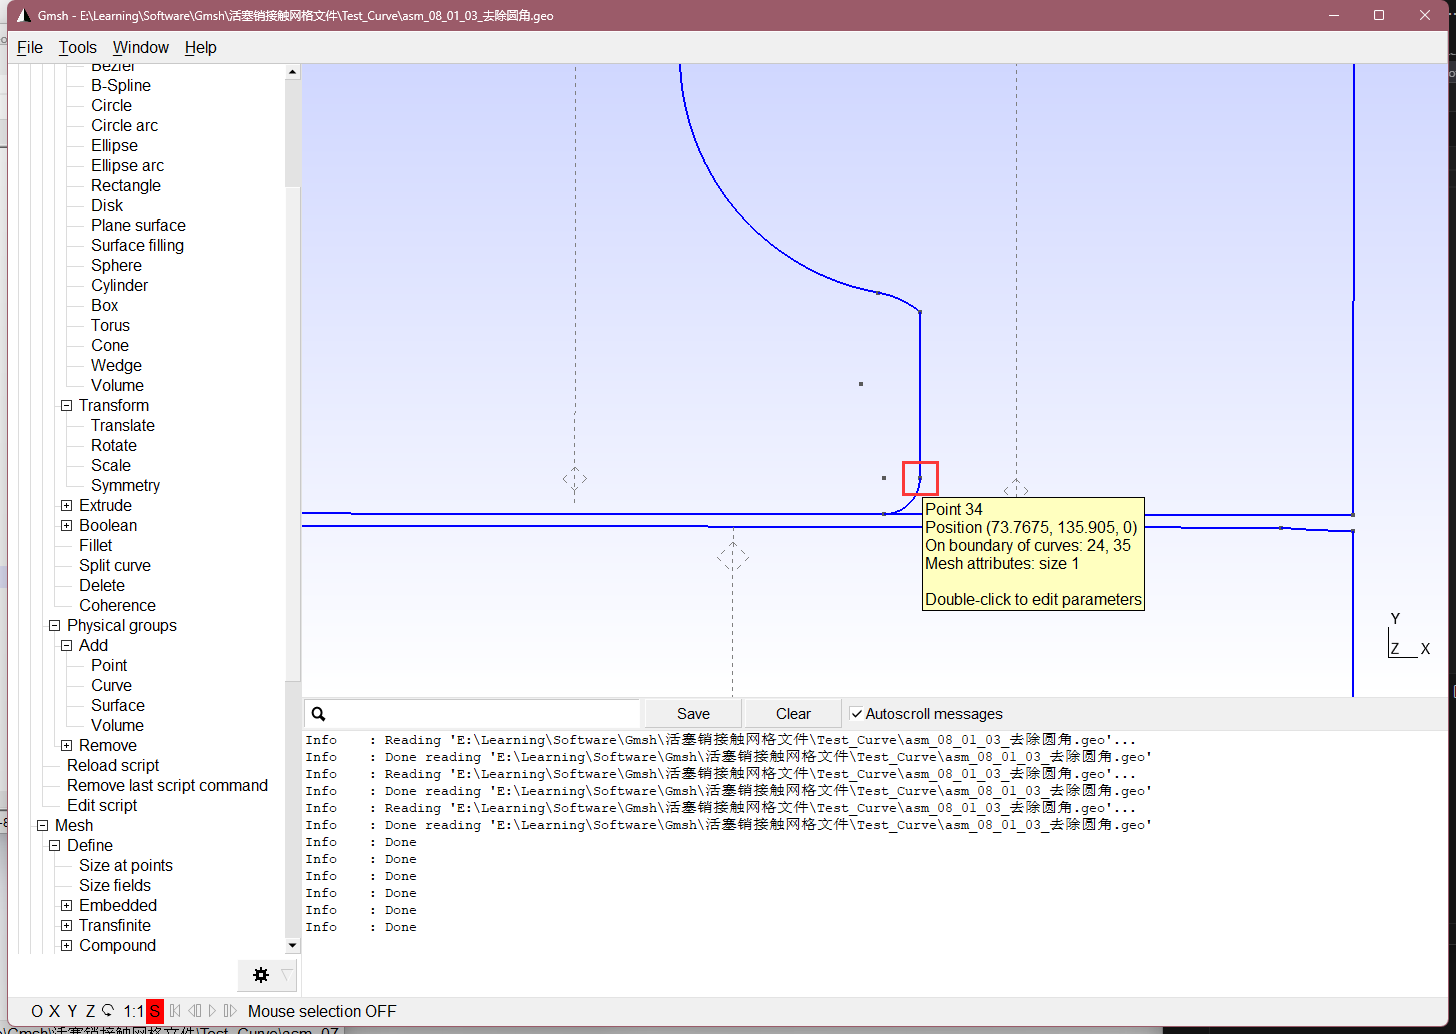 Gmsh - E:\Learning\Software\Gmsh\活塞销接触网格文件\Test_Curve\asm_08_01_03_去除圆角.geo
File Tools Window Help
Bezier
B-Spline
Circle
Circle arc
Ellipse
Ellipse arc
Rectangle
Disk
Plane surface
Surface filling
Sphere
Cylinder
Box
Torus
Cone
Wedge
Volume
Transform
Translate
Rotate
Scale
Symmetry
Extrude
Boolean
Fillet
Split curve
Delete
Coherence
Physical groups
Add
Point
Curve
Surface
Volume
Remove
Reload script
Remove last script command
Edit script
Mesh
Define
Size at points
Size fields
Embedded
Transfinite
Compound
Point 34
Position (73.7675, 135.905, 0)
On boundary of curves: 24, 35
Mesh attributes: size 1
Double-click to edit parameters
Y
Z X
Save Clear Autoscroll messages
Info : Reading 'E:\Learning\Software\Gmsh\活塞销接触网格文件\Test_Curve\asm_08_01_03_去除圆角.geo'...
Info : Done reading 'E:\Learning\Software\Gmsh\活塞销接触网格文件\Test_Curve\asm_08_01_03_去除圆角.geo'
Info : Reading 'E:\Learning\Software\Gmsh\活塞销接触网格文件\Test_Curve\asm_08_01_03_去除圆角.geo'...
Info : Done reading 'E:\Learning\Software\Gmsh\活塞销接触网格文件\Test_Curve\asm_08_01_03_去除圆角.geo'
Info : Reading 'E:\Learning\Software\Gmsh\活塞销接触网格文件\Test_Curve\asm_08_01_03_去除圆角.geo'...
Info : Done reading 'E:\Learning\Software\Gmsh\活塞销接触网格文件\Test_Curve\asm_08_01_03_去除圆角.geo'
Info : Done
Info : Done
Info : Done
Info : Done
Info : Done
Info : Done
O X Y Z 1:1 S Mouse selection OFF